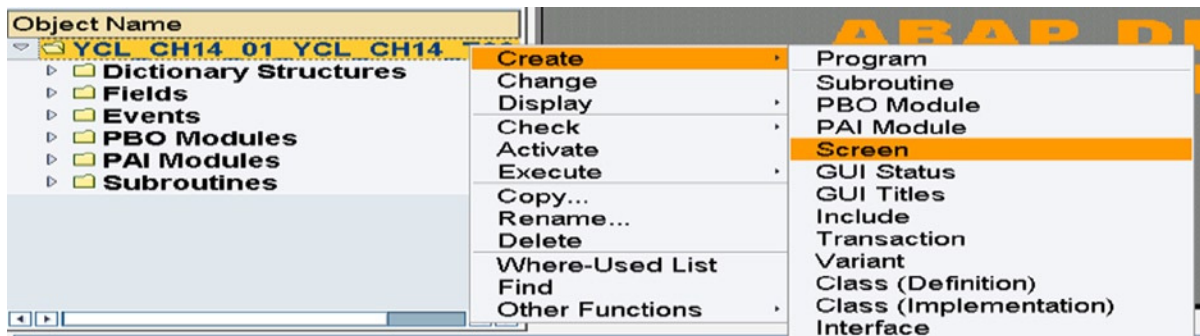 Object Name
YCL_CH14_01_YCL_CH14
Dictionary Structures
Fields
Events
PBO Modules
PAI Modules
Subroutines
Create
Change
Display
Check
Activate
Execute
Copy...
Rename...
Delete
Where-Used List
Find
Other Functions
ABAP
Program
Subroutine
PBO Module
PAI Module
Screen
GUI Status
GUI Titles
Include
Transaction
Variant
Class (Definition)
Class (Implementation)
Interface